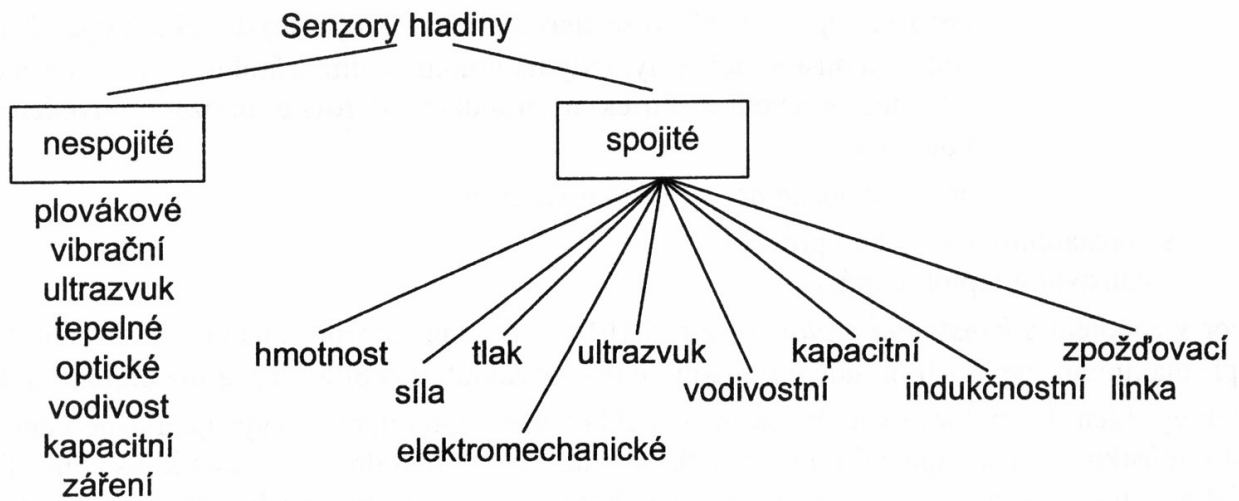 Senzory hladiny
nespojité
spojité
plovákové
vibrační
ultrazvuk
tepelné
optické
vodivost
kapacitní
záření
hmotnost
síla
tlak
elektromechanické
ultrazvuk
vodivostní
kapacitní
indukčnostní
zpožďovací
linka